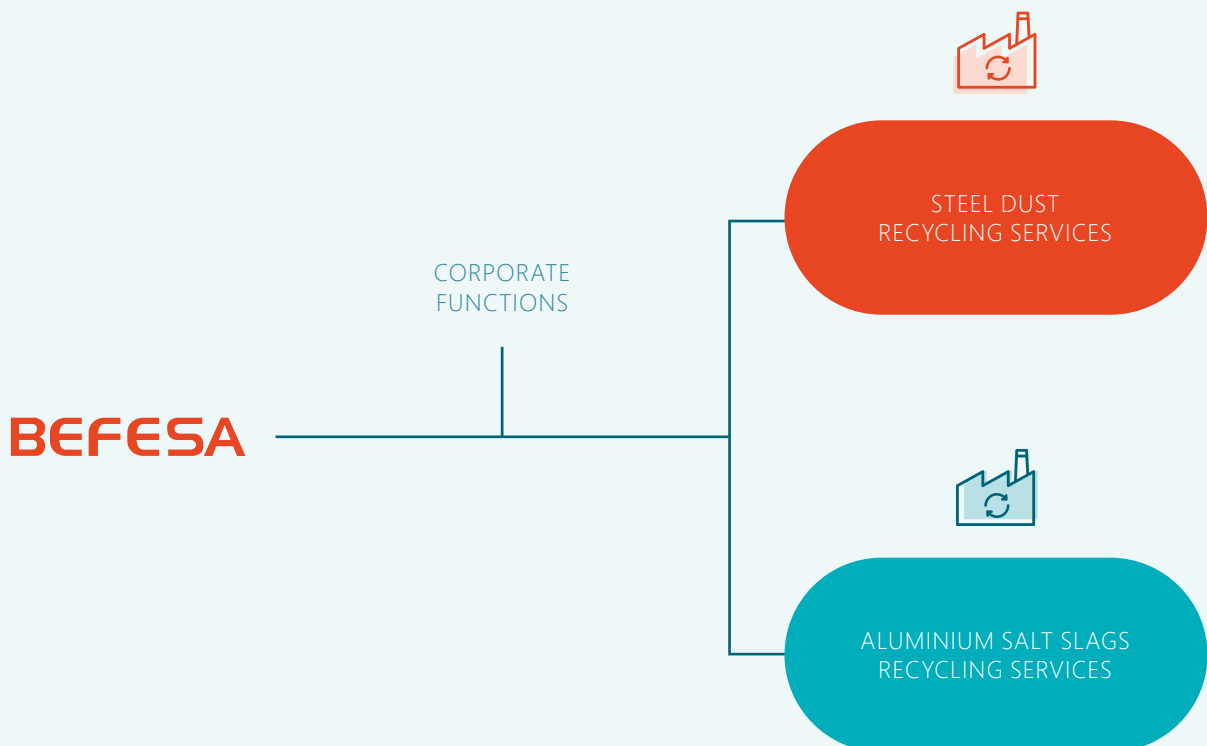 STEEL DUST
RECYCLING SERVICES
CORPORATE
FUNCTIONS
BEFESA
ALUMINIUM SALT SLAGS
RECYCLING SERVICES